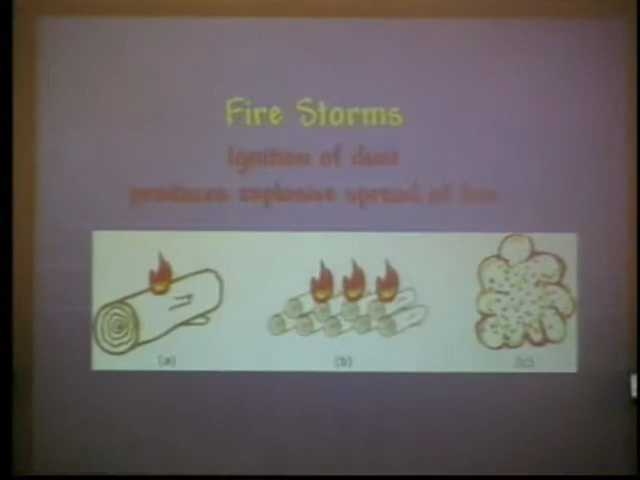 Fire Storms
Ignition of dust
produces explosive spread of fire
(a) (b) (c)